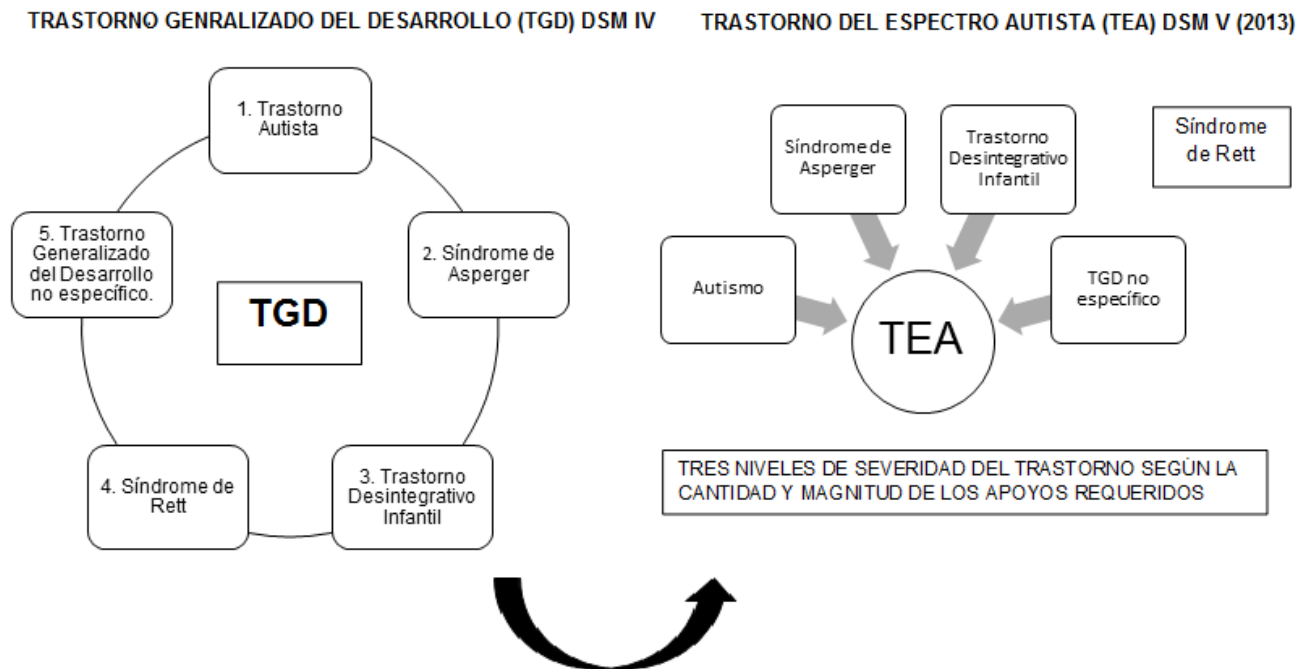 TRASTORNO GENRALIZADO DEL DESARROLLO (TGD) DSM IV
1. Trastorno
Autista
2. Síndrome de
Asperger
3. Trastorno
Desintegrativo
Infantil
4. Síndrome de
Rett
5. Trastorno
Generalizado
del Desarrollo
no específico.
TGD
TRASTORNO DEL ESPECTRO AUTISTA (TEA) DSM V (2013)
Autismo
Síndrome de
Asperger
Trastorno
Desintegrativo
Infantil
TGD no
específico
Síndrome
de Rett
TEA
TRES NIVELES DE SEVERIDAD DEL TRASTORNO SEGÚN LA
CANTIDAD Y MAGNITUD DE LOS APOYOS REQUERIDOS